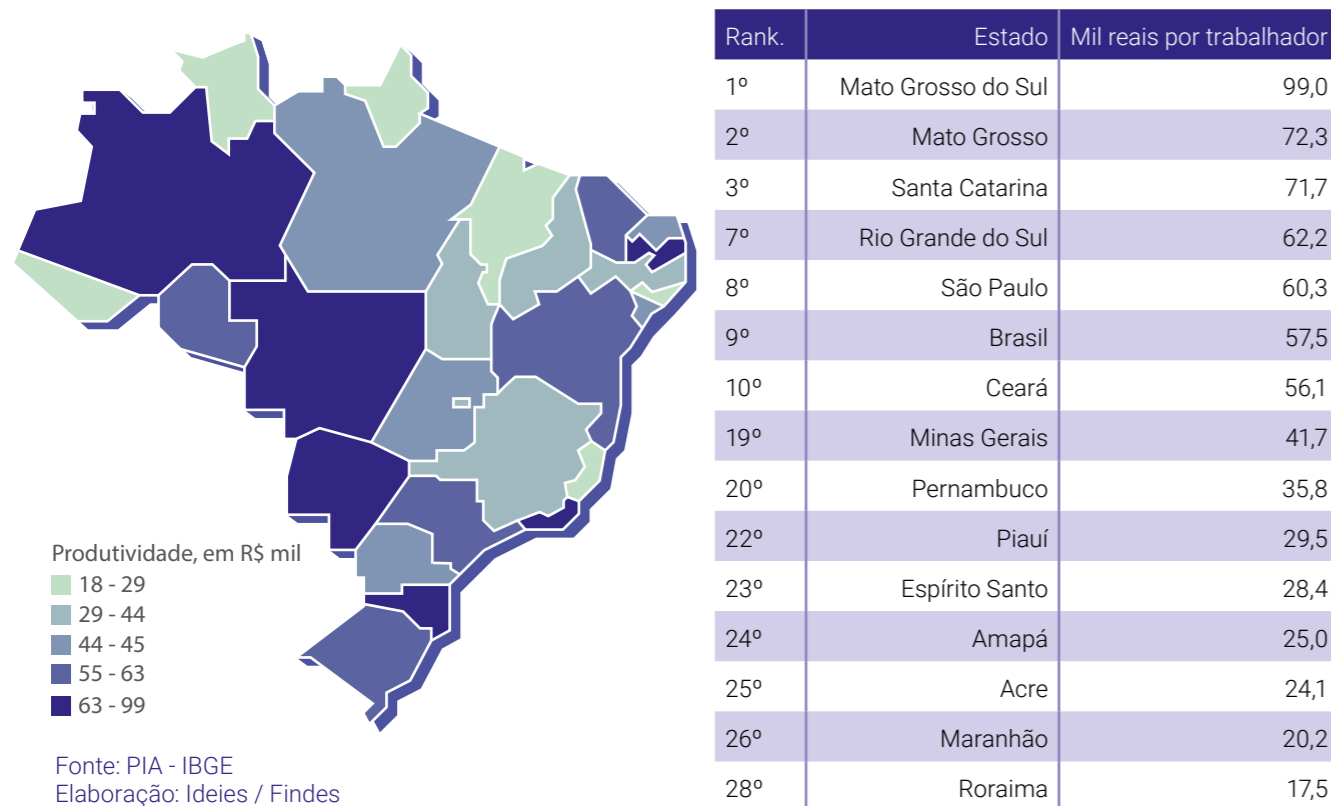 Produtividade, em R$ mil
18 - 29
29 - 44
44 - 45
55 - 63
63 - 99
Fonte: PIA - IBGE
Elaboração: Ideies / Findes
Rank. Estado Mil reais por trabalhador
1º Mato Grosso do Sul 99,0
2º Mato Grosso 72,3
3º Santa Catarina 71,7
7º Rio Grande do Sul 62,2
8º São Paulo 60,3
9º Brasil 57,5
10º Ceará 56,1
19º Minas Gerais 41,7
20º Pernambuco 35,8
22º Piauí 29,5
23º Espírito Santo 28,4
24º Amapá 25,0
25º Acre 24,1
26º Maranhão 20,2
28º Roraima 17,5